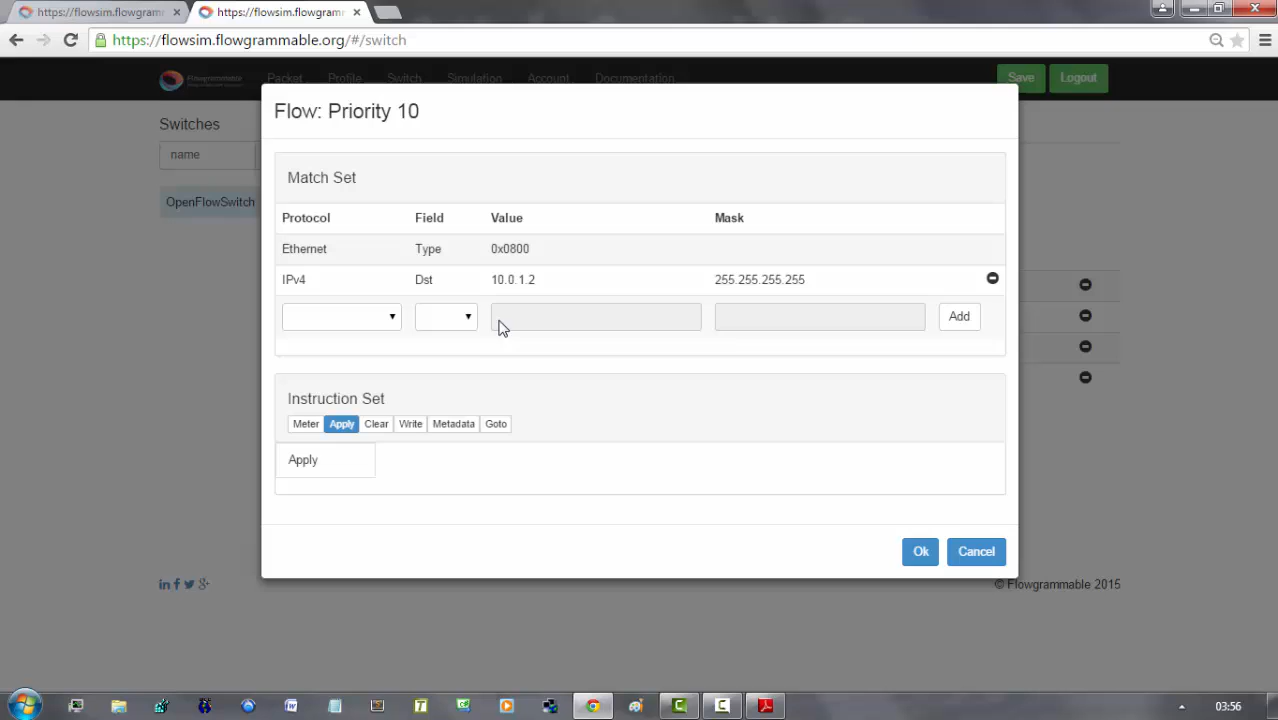 https://flowsim.flowgramm
https://flowsim.flowgramm
https://flowsim.flowgrammable.org/#/switch
Flowgrammable
Packet
Profile
Switch
Simulation
Account
Documentation
Save
Logout
Flow: Priority 10
Switches
name
OpenFlowSwitch
Match Set
Protocol
Field
Value
Mask
Ethernet
Type
0x0800
IPv4
Dst
10.0.1.2
255.255.255.255
Add
Instruction Set
Meter
Apply
Clear
Write
Metadata
Goto
Apply
Ok
Cancel
© Flowgrammable 2015
03:56